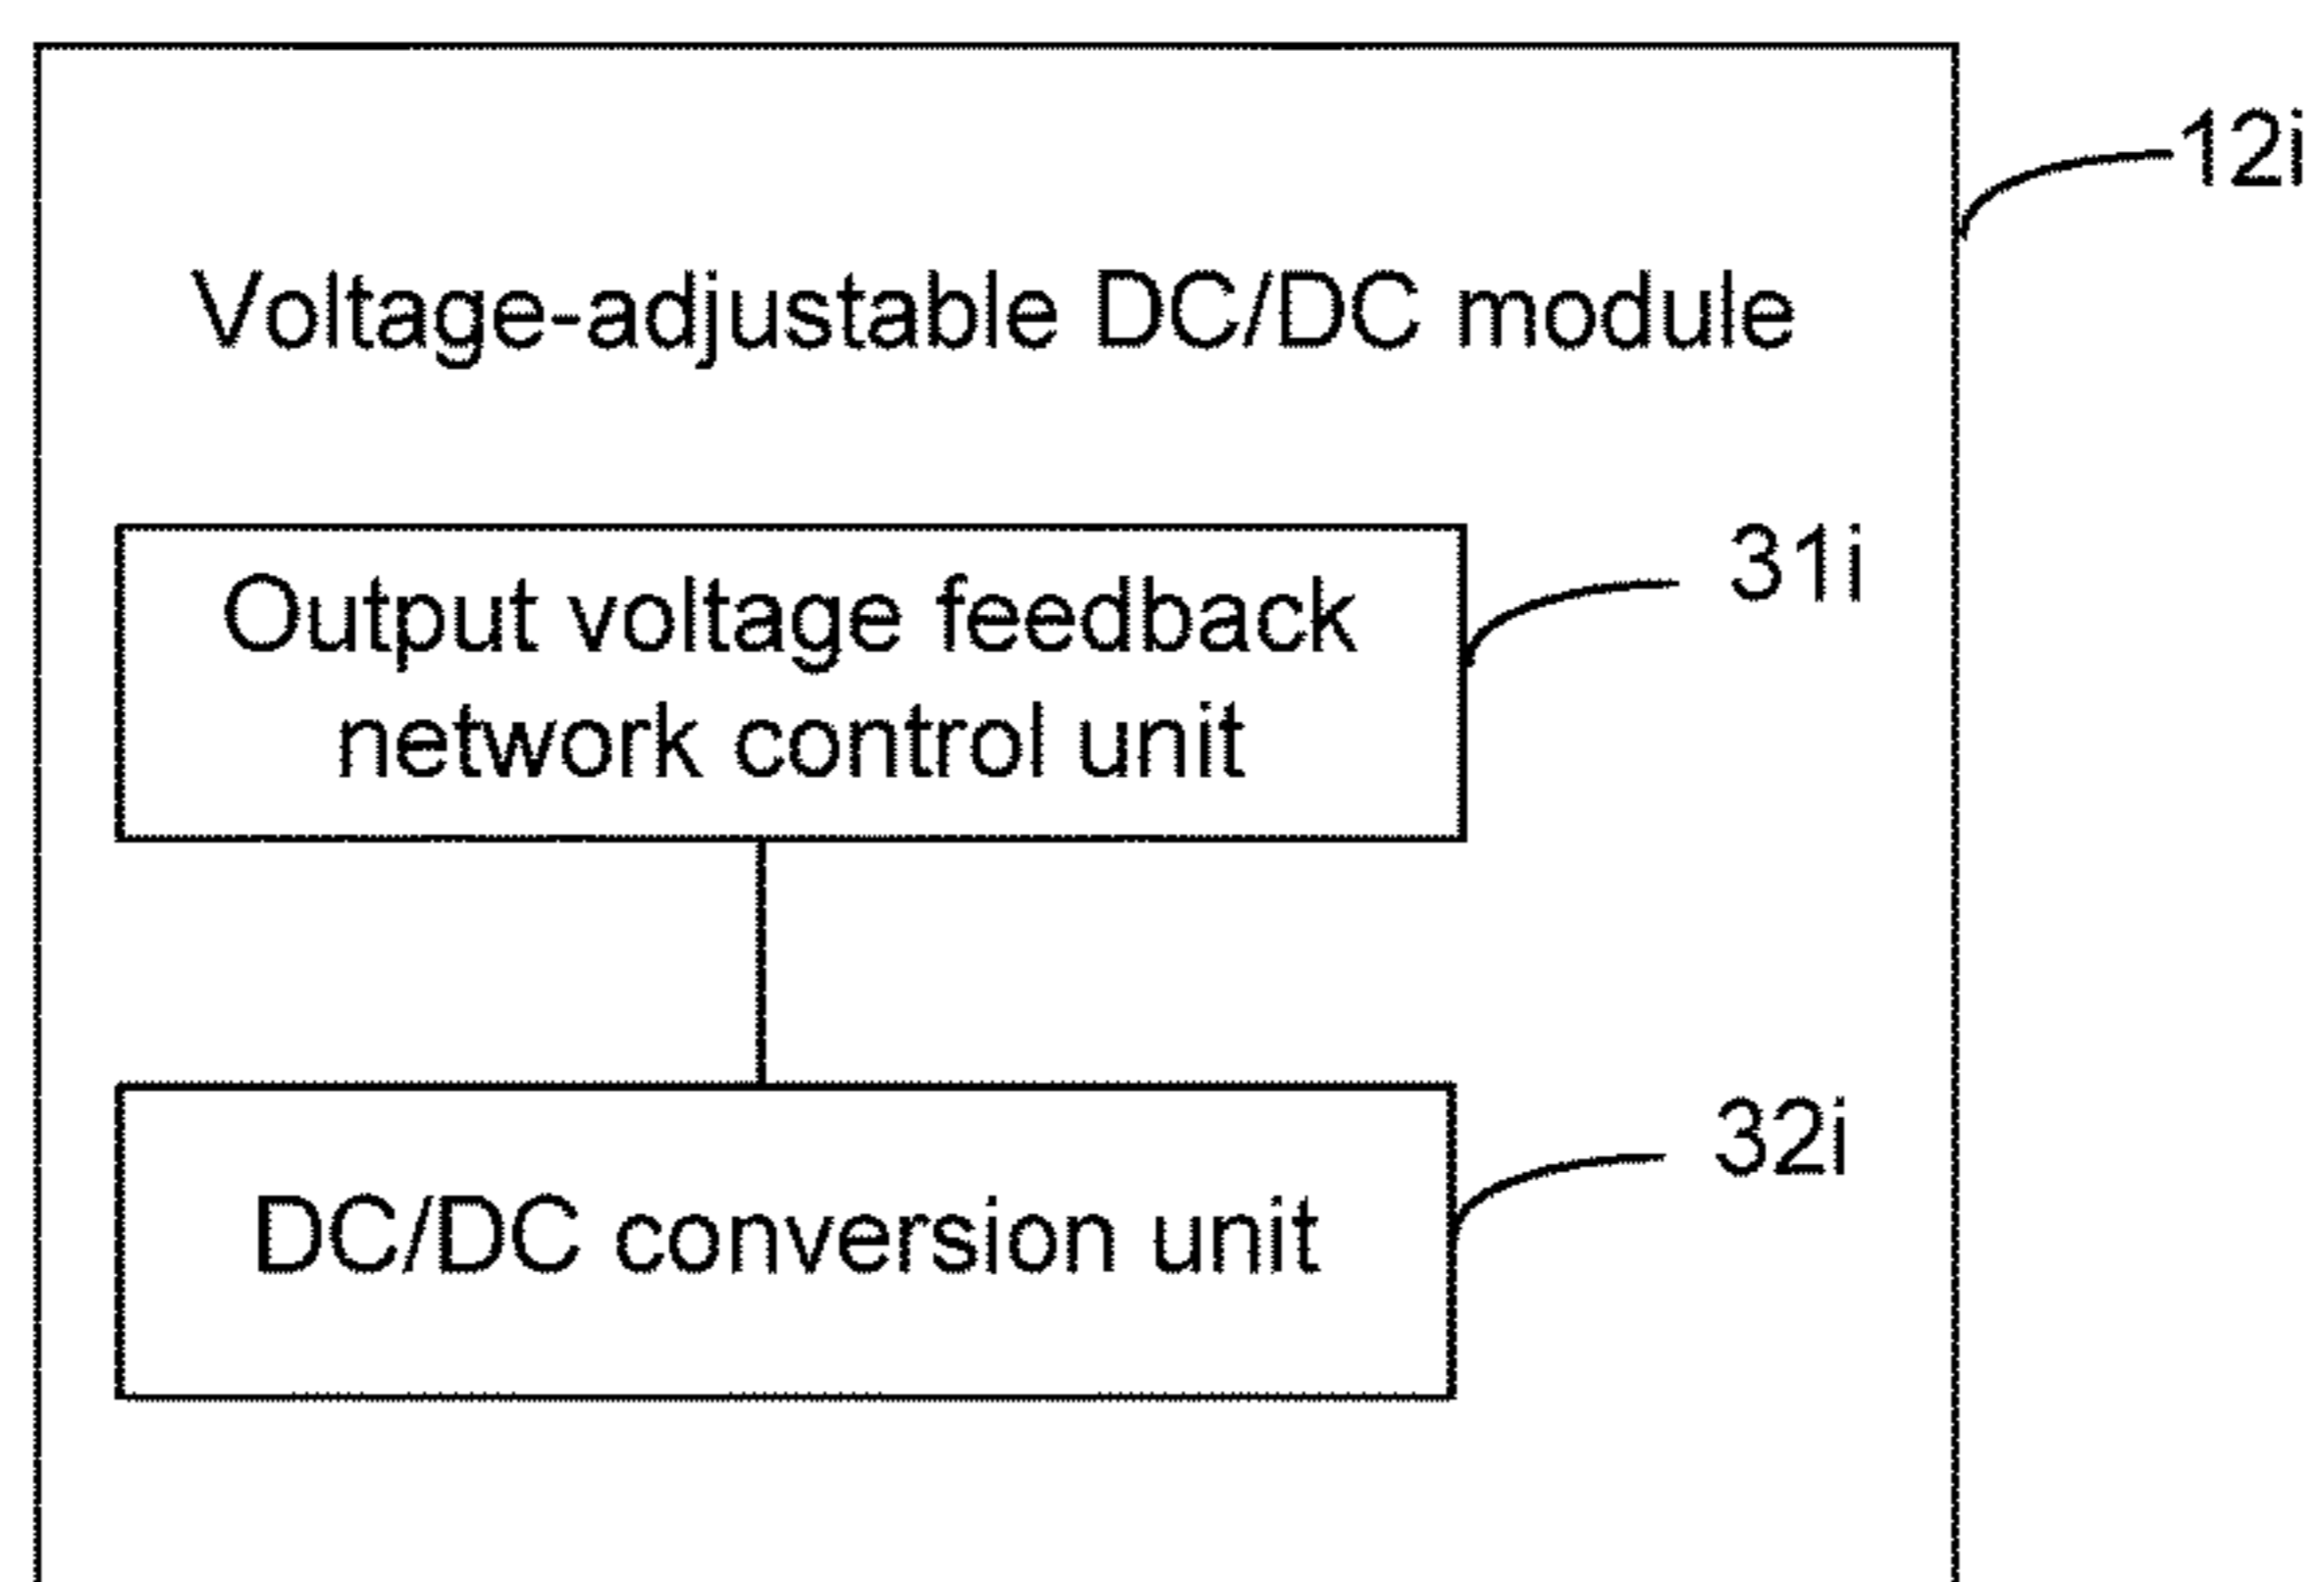 12i
Voltage-adjustable DC/DC module
31i
Output voltage feedback
network control unit
32i
DC/DC conversion unit